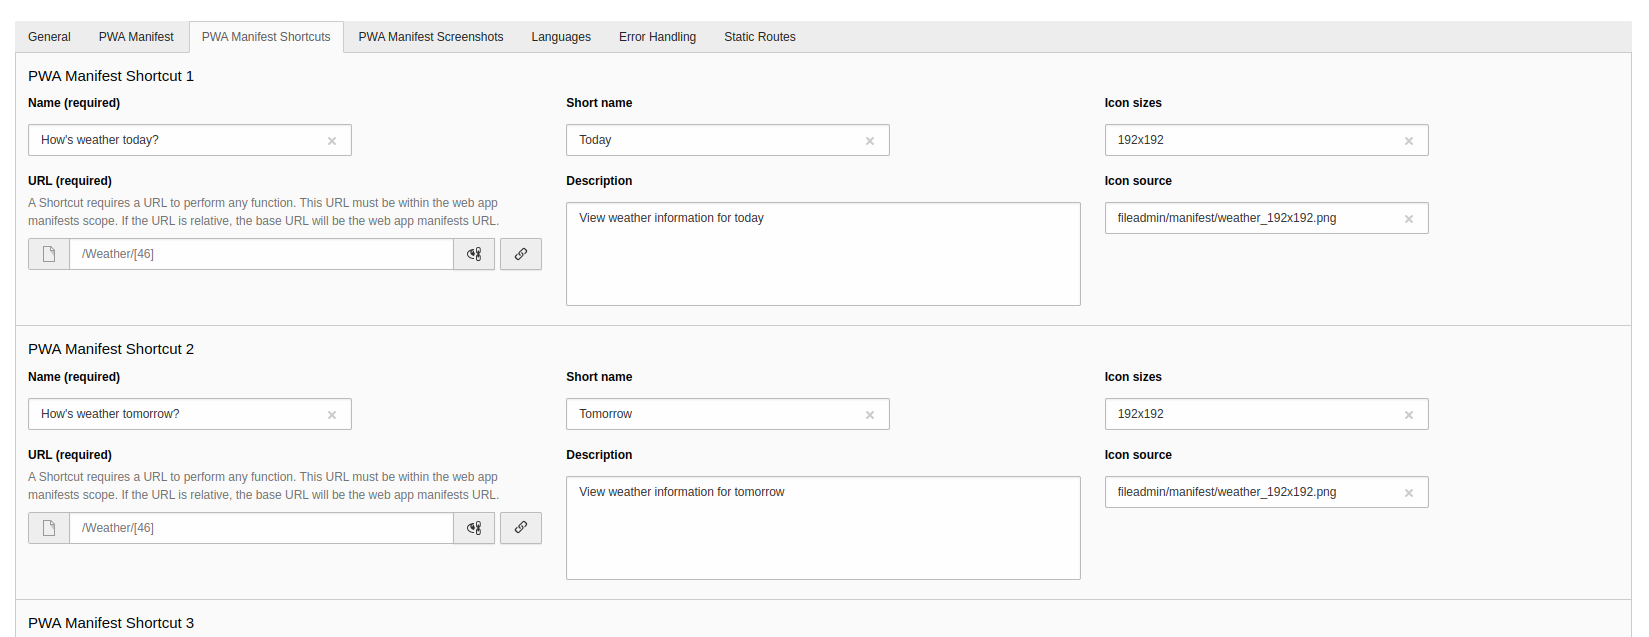 General PWA Manifest PWA Manifest Shortcuts PWA Manifest Screenshots Languages Error Handling Static Routes
PWA Manifest Shortcut 1
Name (required) Short name Icon sizes
How's weather today? Today 192x192
URL (required) Description Icon source
A Shortcut requires a URL to perform any function. This URL must be within the web app
manifests scope. If the URL is relative, the base URL will be the web app manifests URL.
View weather information for today fileadmin/manifest/weather_192x192.png
/Weather/[46]
PWA Manifest Shortcut 2
Name (required) Short name Icon sizes
How's weather tomorrow? Tomorrow 192x192
URL (required) Description Icon source
A Shortcut requires a URL to perform any function. This URL must be within the web app
manifests scope. If the URL is relative, the base URL will be the web app manifests URL.
View weather information for tomorrow fileadmin/manifest/weather_192x192.png
/Weather/[46]
PWA Manifest Shortcut 3